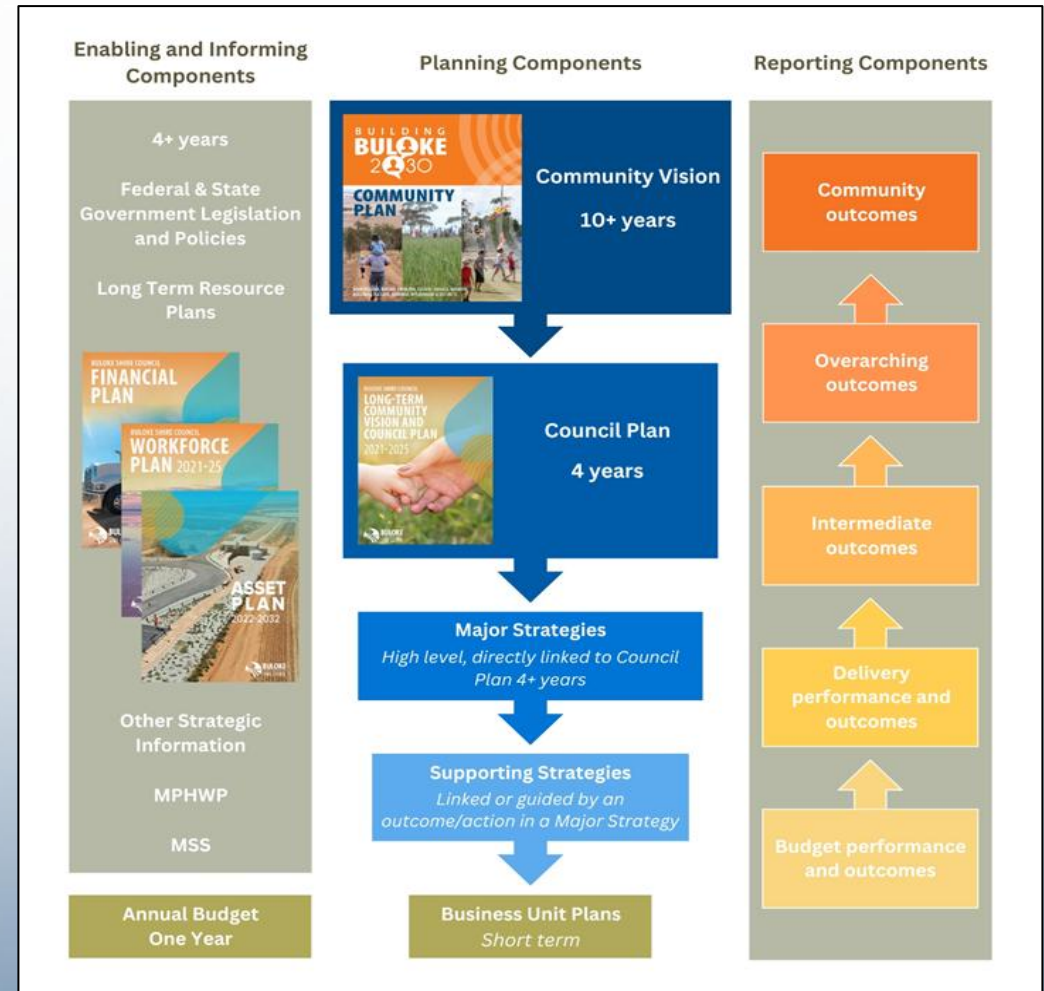 Enabling and Informing
Components
4+ years
Federal & State
Government Legislation
and Policies
Long Term Resource
Plans
BULOKE SHIRE COUNCIL
FINANCIAL
PLAN
BULOKE SHIRE COUNCIL
WORKFORCE
PLAN 2021-25
ASSET
PLAN
2022-2032
BULOKE
Other Strategic
Information
MPHWP
MSS
Annual Budget
One Year
Planning Components
BUILDING
BULOKE
2030
COMMUNITY
PLAN
Community Vision
10+ years
BULOKE SHIRE COUNCIL
LONG-TERM
COMMUNITY
VISION AND
COUNCIL PLAN
2021-2025
BULOKE
Council Plan
4 years
Major Strategies
High level, directly linked to Council
Plan 4+ years
Supporting Strategies
Linked or guided by an
outcome/action in a Major Strategy
Business Unit Plans
Short term
Reporting Components
Community
outcomes
Overarching
outcomes
Intermediate
outcomes
Delivery
performance and
outcomes
Budget performance
and outcomes